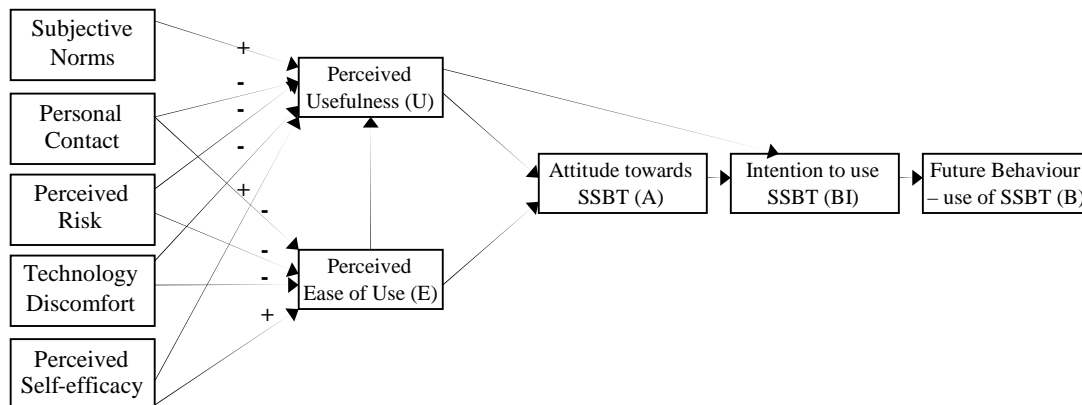 Subjective
Norms
Personal
Contact
Perceived
Risk
Technology
Discomfort
Perceived
Self-efficacy
+
-
-
-
+
-
-
-
+
Perceived
Usefulness (U)
Perceived
Ease of Use (E)
Attitude towards
SSBT (A)
Intention to use
SSBT (BI)
Future Behaviour
– use of SSBT (B)